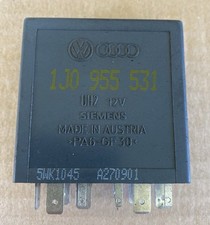 1J0 955 531
12V
SIEMENS
MADE IN AUSTRIA
5WK1045 A270901